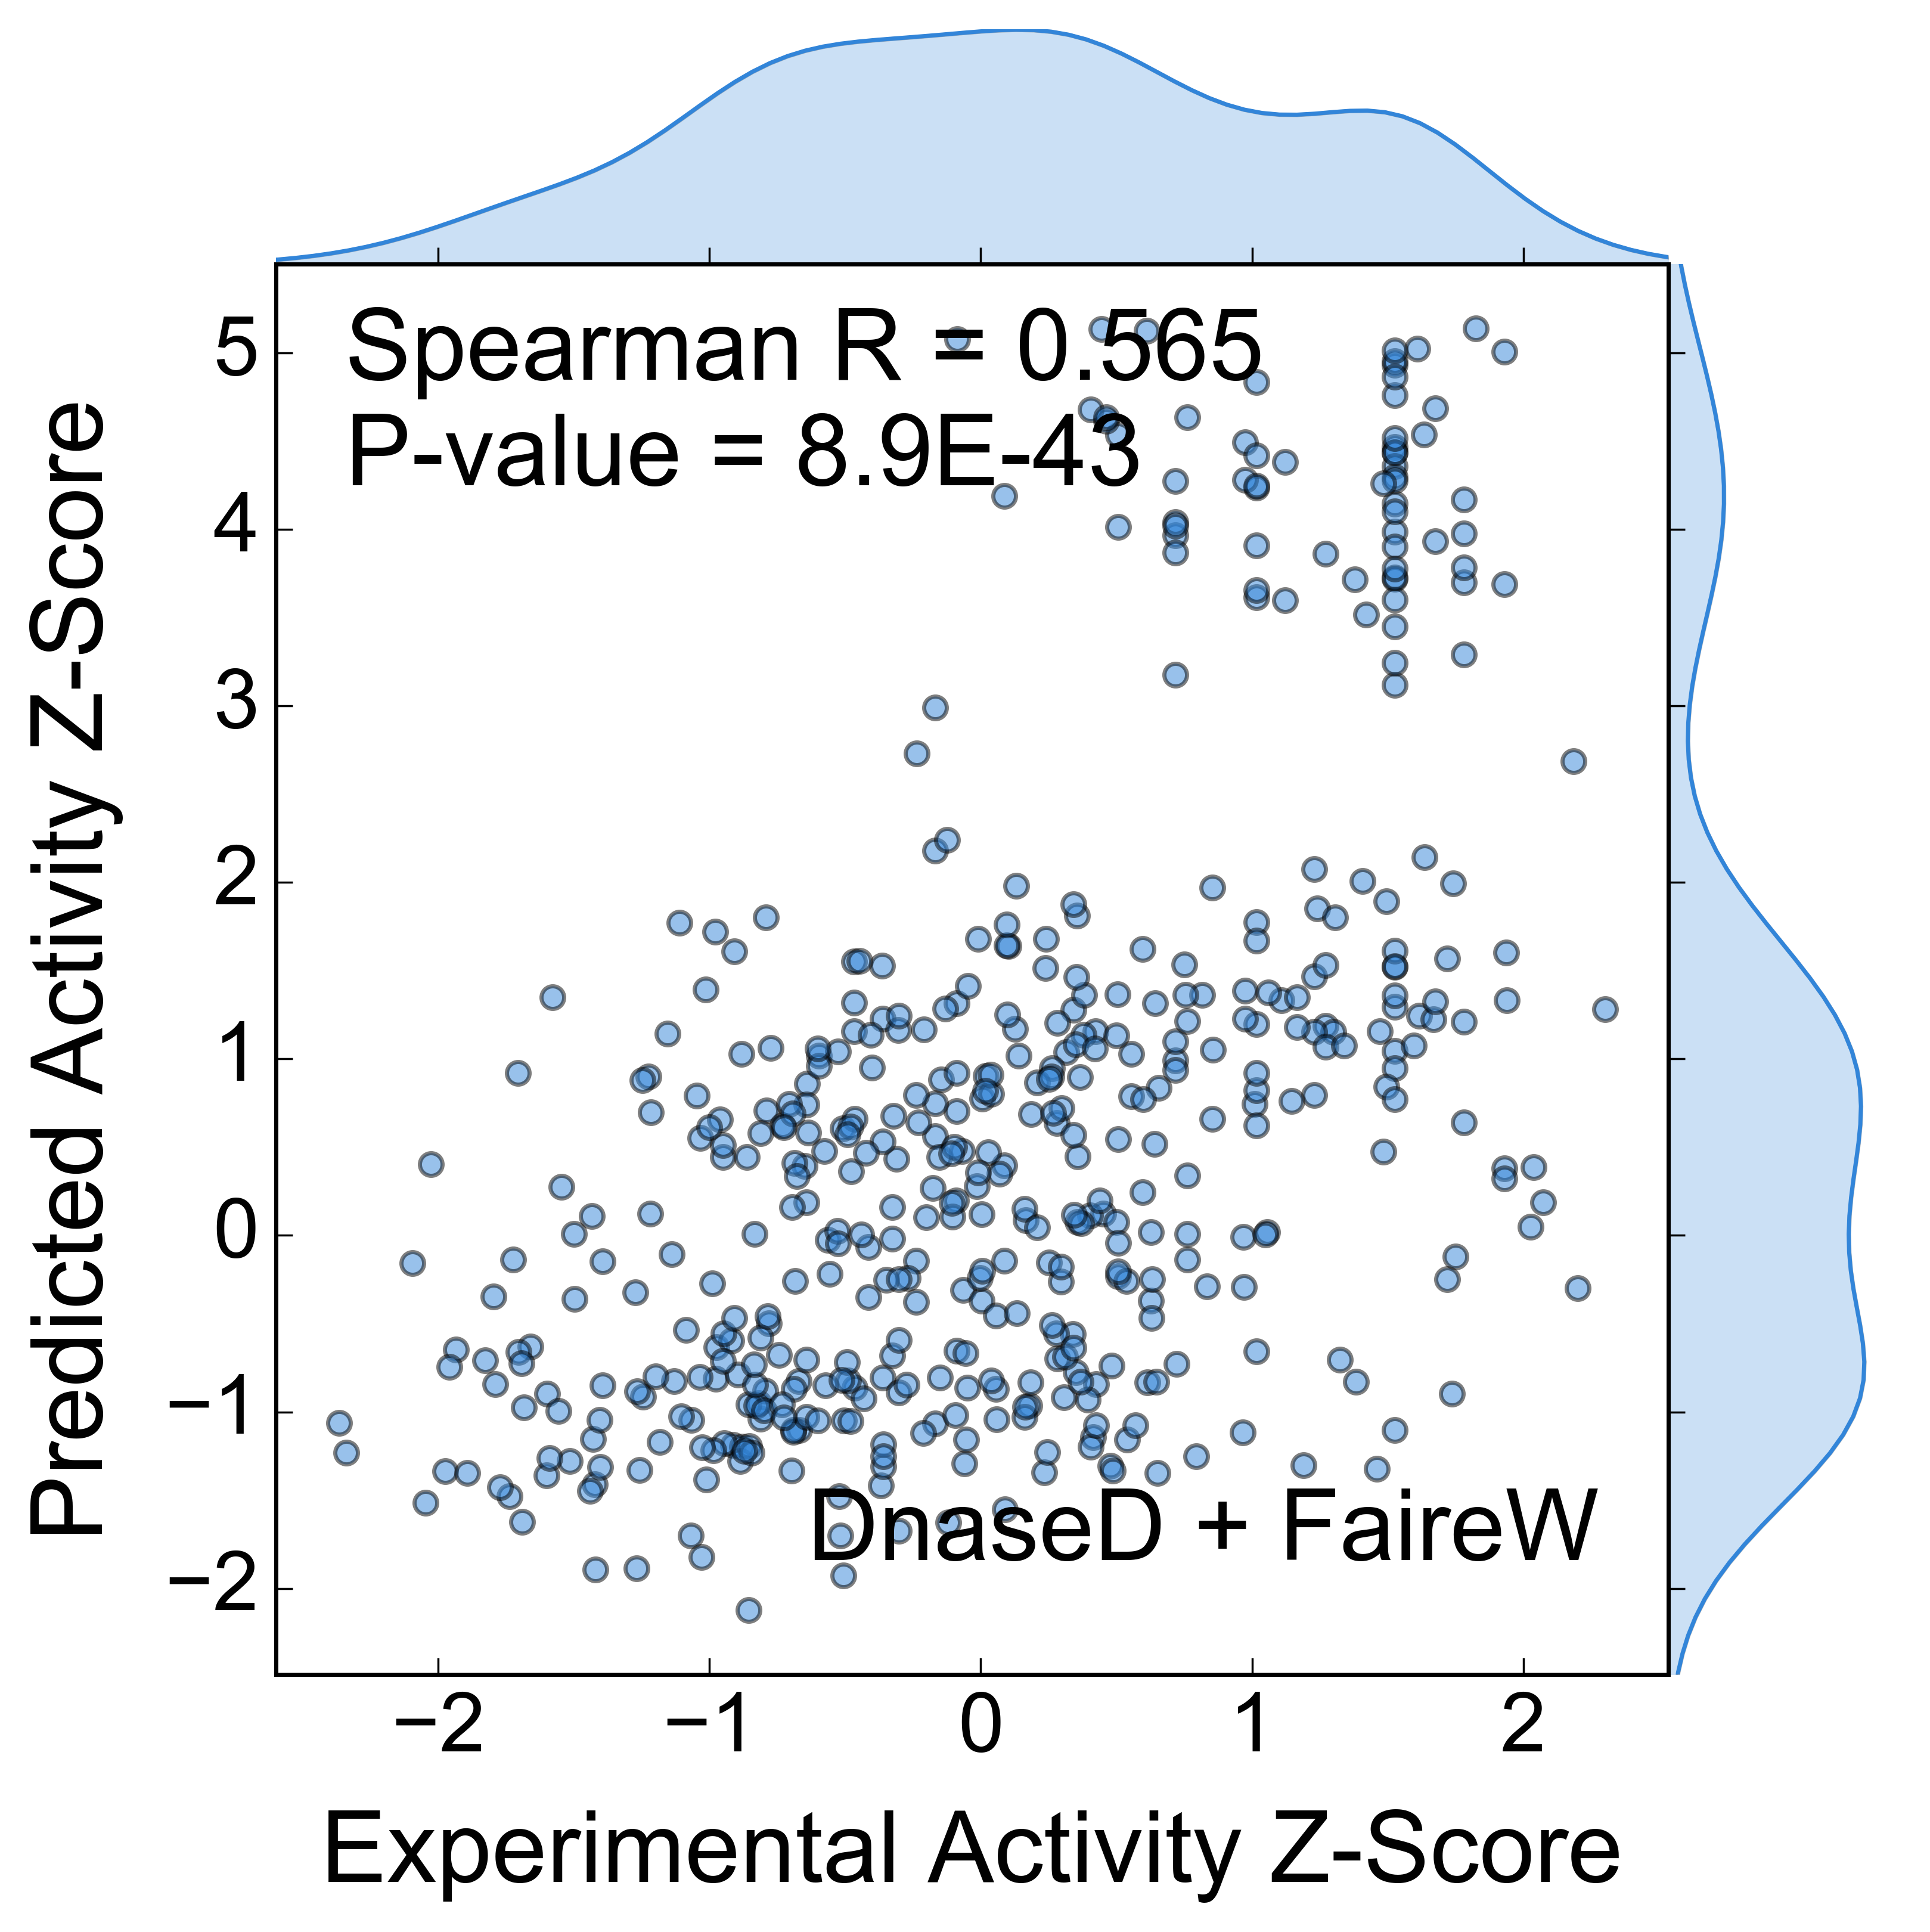 Spearman R = 0.565
P-value = 8.9E-43
5
4
3
2
1
0
−1
−2
Predicted Activity Z-Score
DnaseD + FaireW
−2 −1 0 1 2
Experimental Activity Z-Score